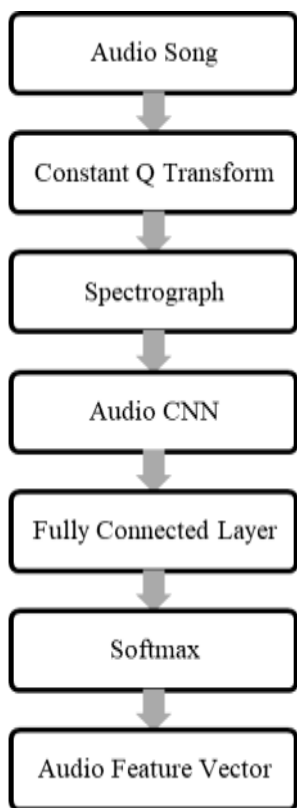 Audio Song
Constant Q Transform
Spectrograph
Audio CNN
Fully Connected Layer
Softmax
Audio Feature Vector